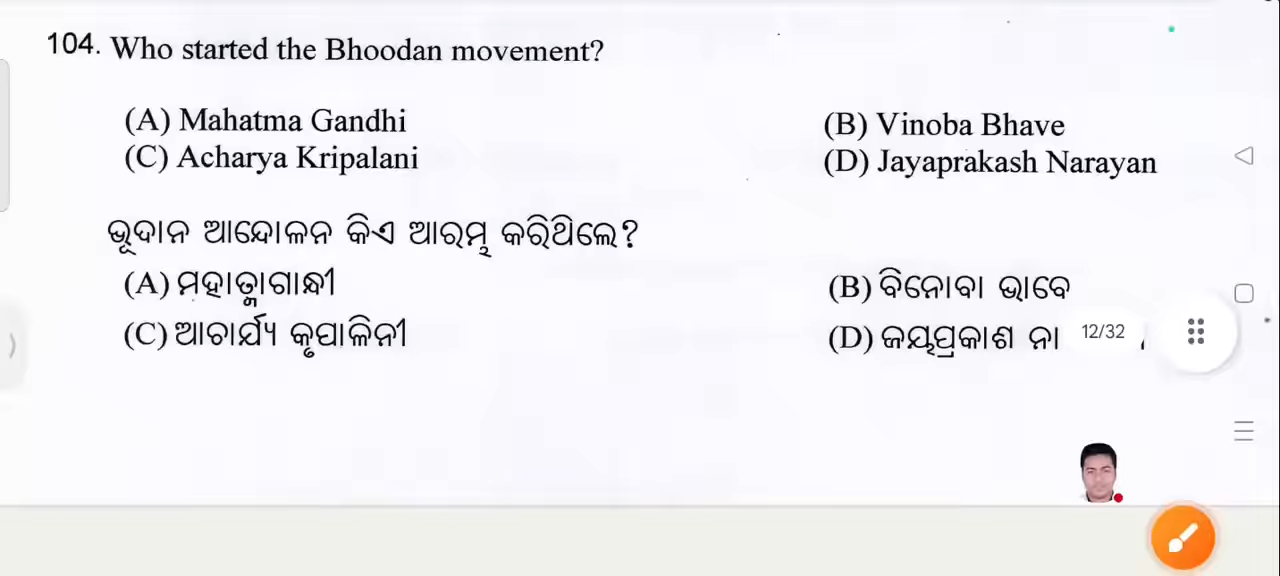 104. Who started the Bhoodan movement?
(A) Mahatma Gandhi (B) Vinoba Bhave
(C) Acharya Kripalani (D) Jayaprakash Narayan
ଭୂଦାନ ଆନ୍ଦୋଳନ କିଏ ଆରମ୍ଭ କରିଥିଲେ?
(A) ମହାତ୍ମାଗାନ୍ଧୀ (B) ବିନୋବା ଭାବେ
(C) ଆଚାର୍ଯ୍ୟ କୃପାଳିନୀ (D) ଜୟପ୍ରକାଶ ନା
12/32